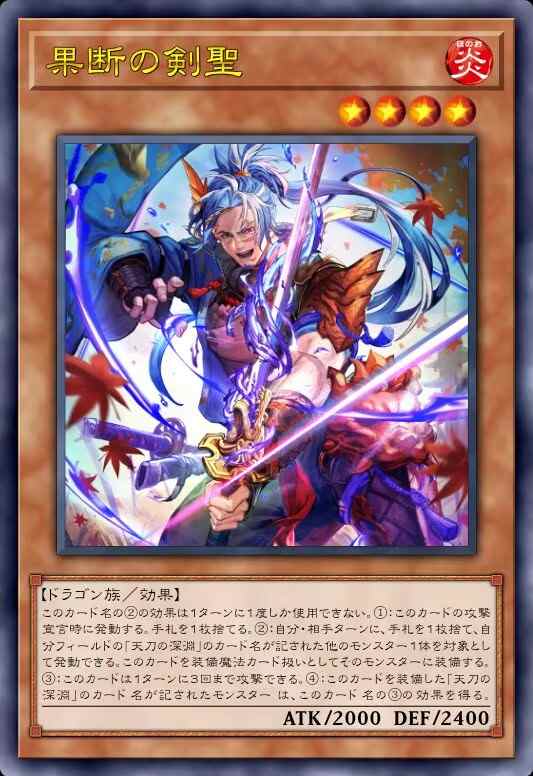 果断の剣聖
ほのお
炎
【ドラゴン族／効果】
このカード名の②の効果は1ターンに1度しか使用できない。①:このカードの攻撃
宣言時に発動する。手札を1枚捨てる。②:自分・相手ターンに、手札を1枚捨て、自
分フィールドの「天刀の深淵」のカード名が記された他のモンスター1体を対象とし
て発動できる。このカードを装備魔法カード扱いとしてそのモンスターに装備する。
③:このカードは1ターンに3回まで攻撃できる。④:このカードを装備した「天刀の
深淵」のカード 名が記されたモンスター は、このカード 名の③の効果を得る。
ATK/2000 DEF/2400